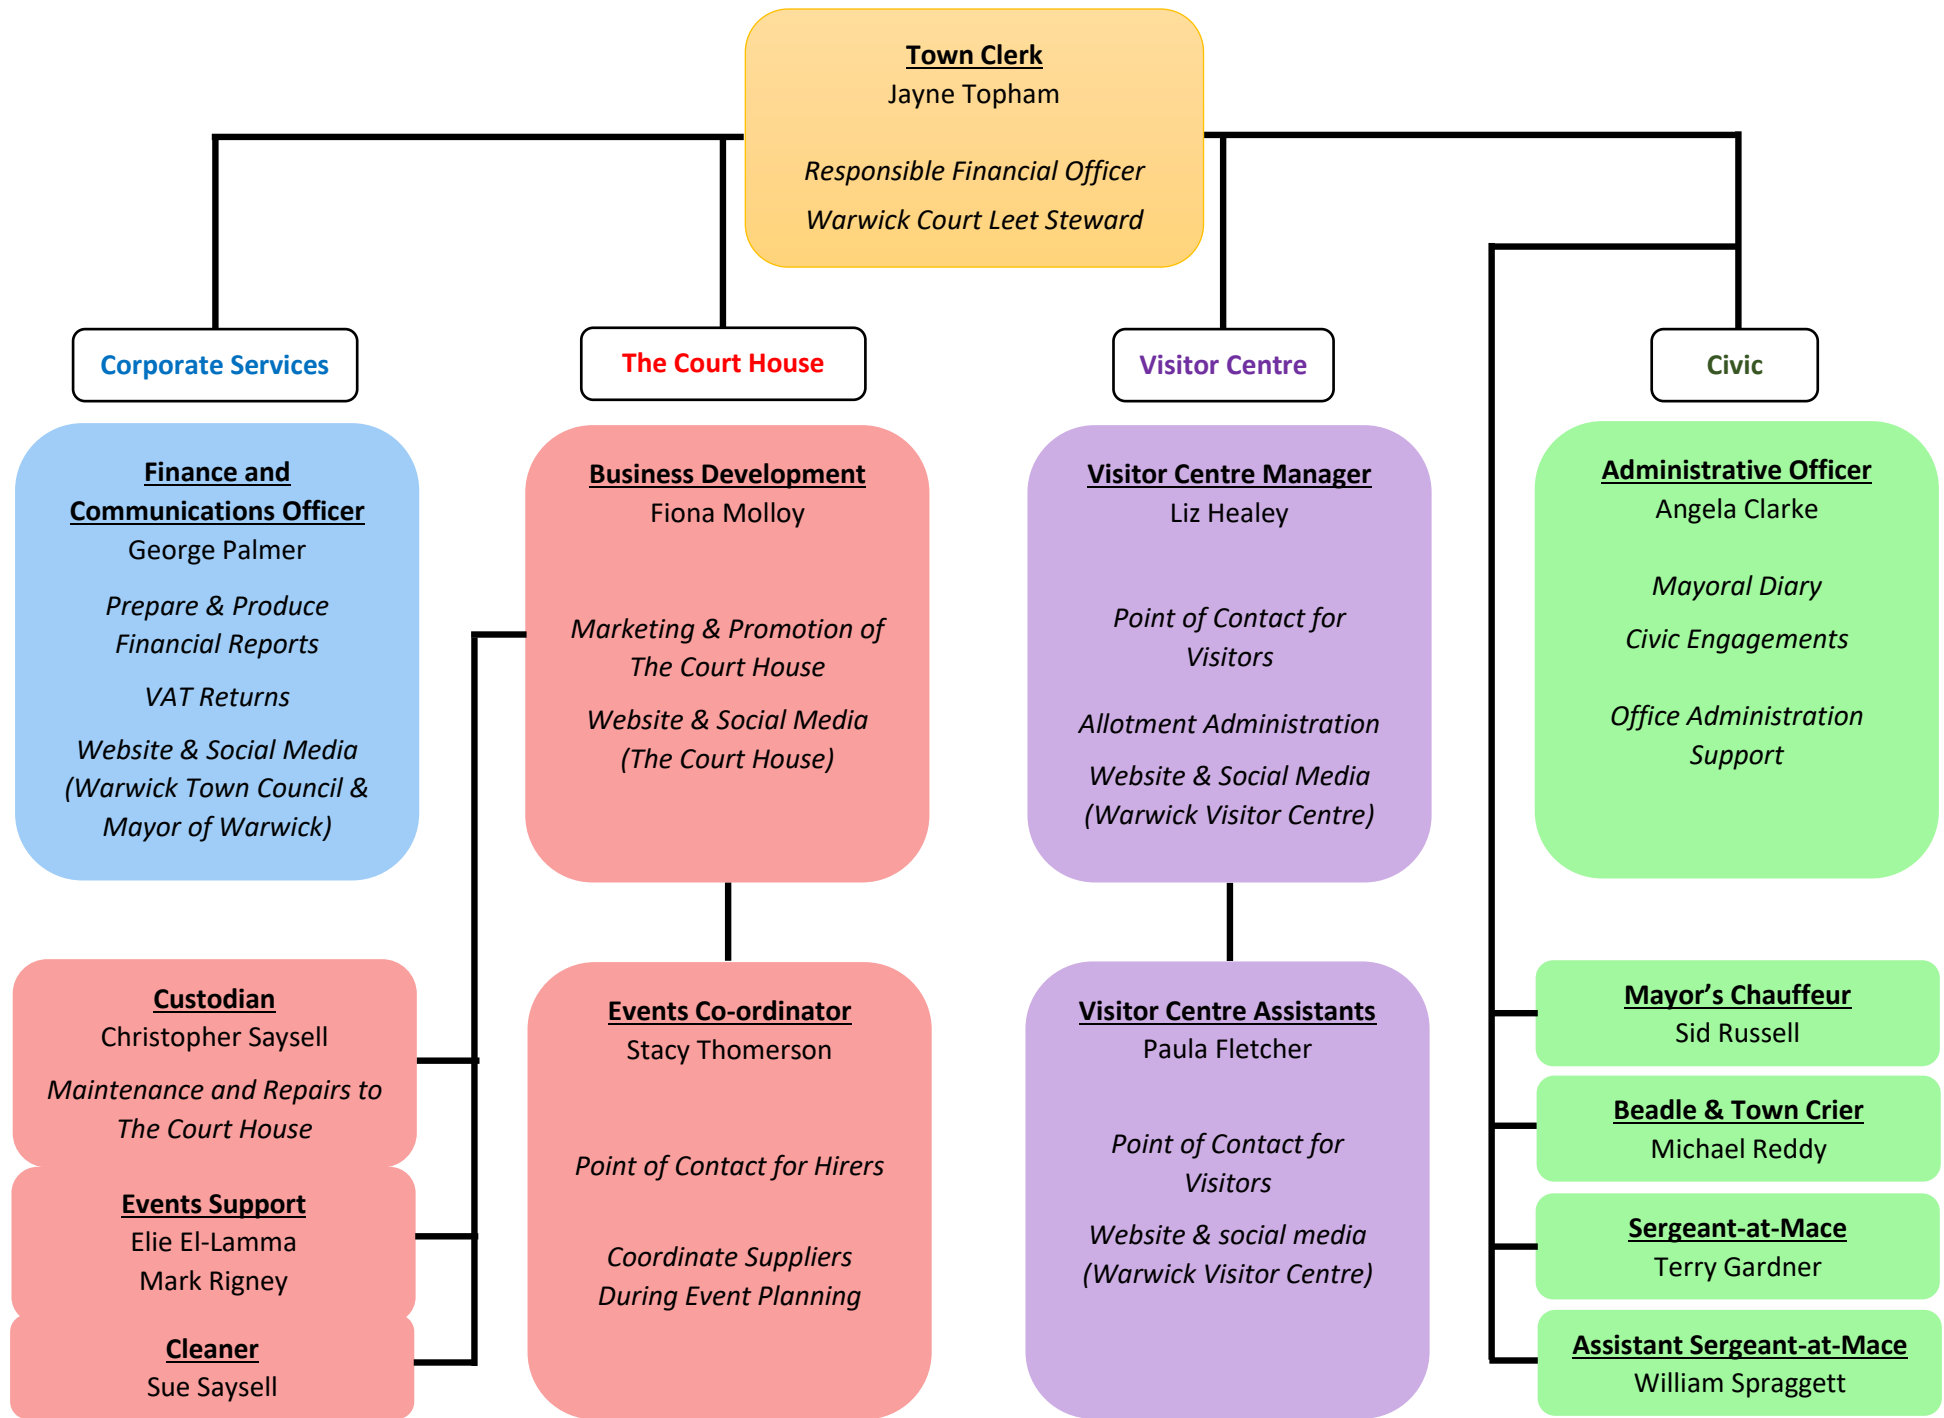 Town Clerk
Jayne Topham
Responsible Financial Officer
Warwick Court Leet Steward
Corporate Services
The Court House
Visitor Centre
Civic
Finance and
Communications Officer
George Palmer
Prepare & Produce
Financial Reports
VAT Returns
Website & Social Media
(Warwick Town Council &
Mayor of Warwick)
Business Development
Fiona Molloy
Marketing & Promotion of
The Court House
Website & Social Media
(The Court House)
Visitor Centre Manager
Liz Healey
Point of Contact for
Visitors
Allotment Administration
Website & Social Media
(Warwick Visitor Centre)
Administrative Officer
Angela Clarke
Mayoral Diary
Civic Engagements
Office Administration
Support
Custodian
Christopher Saysell
Maintenance and Repairs to
The Court House
Events Support
Elie El-Lamma
Mark Rigney
Cleaner
Sue Saysell
Events Co-ordinator
Stacy Thomerson
Point of Contact for Hirers
Coordinate Suppliers
During Event Planning
Visitor Centre Assistants
Paula Fletcher
Point of Contact for
Visitors
Website & social media
(Warwick Visitor Centre)
Mayor’s Chauffeur
Sid Russell
Beadle & Town Crier
Michael Reddy
Sergeant-at-Mace
Terry Gardner
Assistant Sergeant-at-Mace
William Spraggett